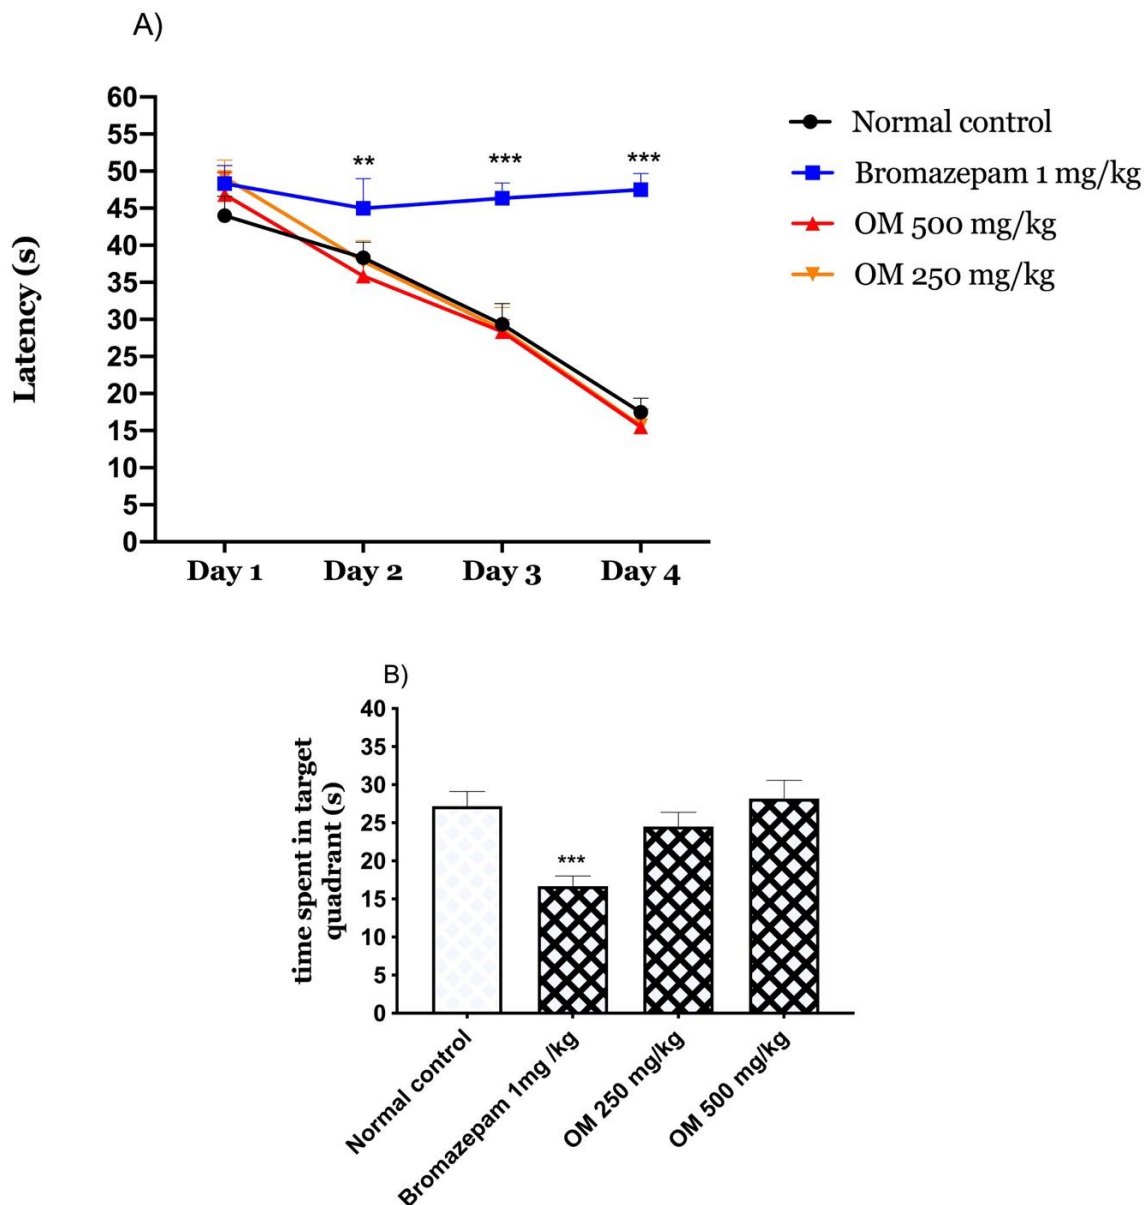 A)
60
55
50
45
40
35
30
25
20
15
10
5
0
Latency (s)
** *** ***
Day 1 Day 2 Day 3 Day 4
Normal control
Bromazepam 1 mg/kg
OM 500 mg/kg
OM 250 mg/kg
B)
40
35
30
25
20
15
10
5
0
time spent in target
quadrant (s)
***
Normal control
Bromazepam 1mg /kg
OM 250 mg/kg
OM 500 mg/kg